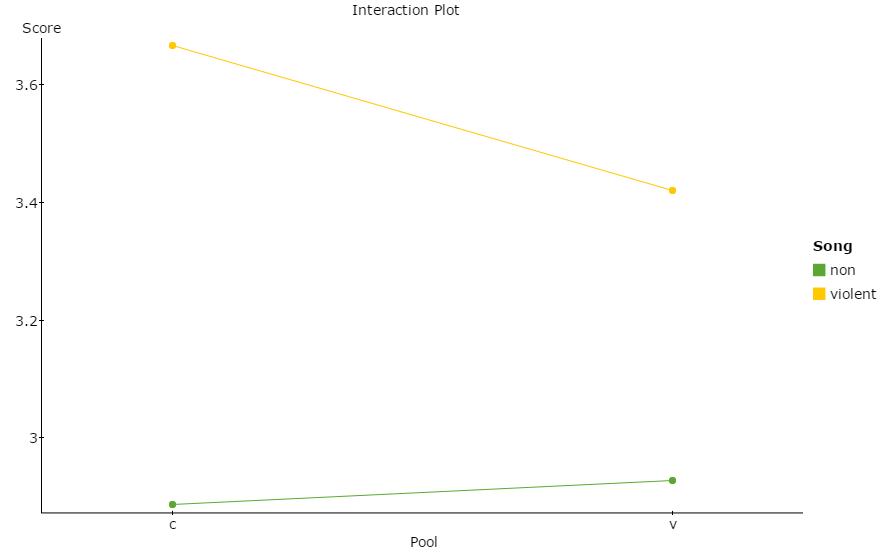 Interaction Plot
Score
3.6
3.4
3.2
3
c
v
Pool
Song
non
violent